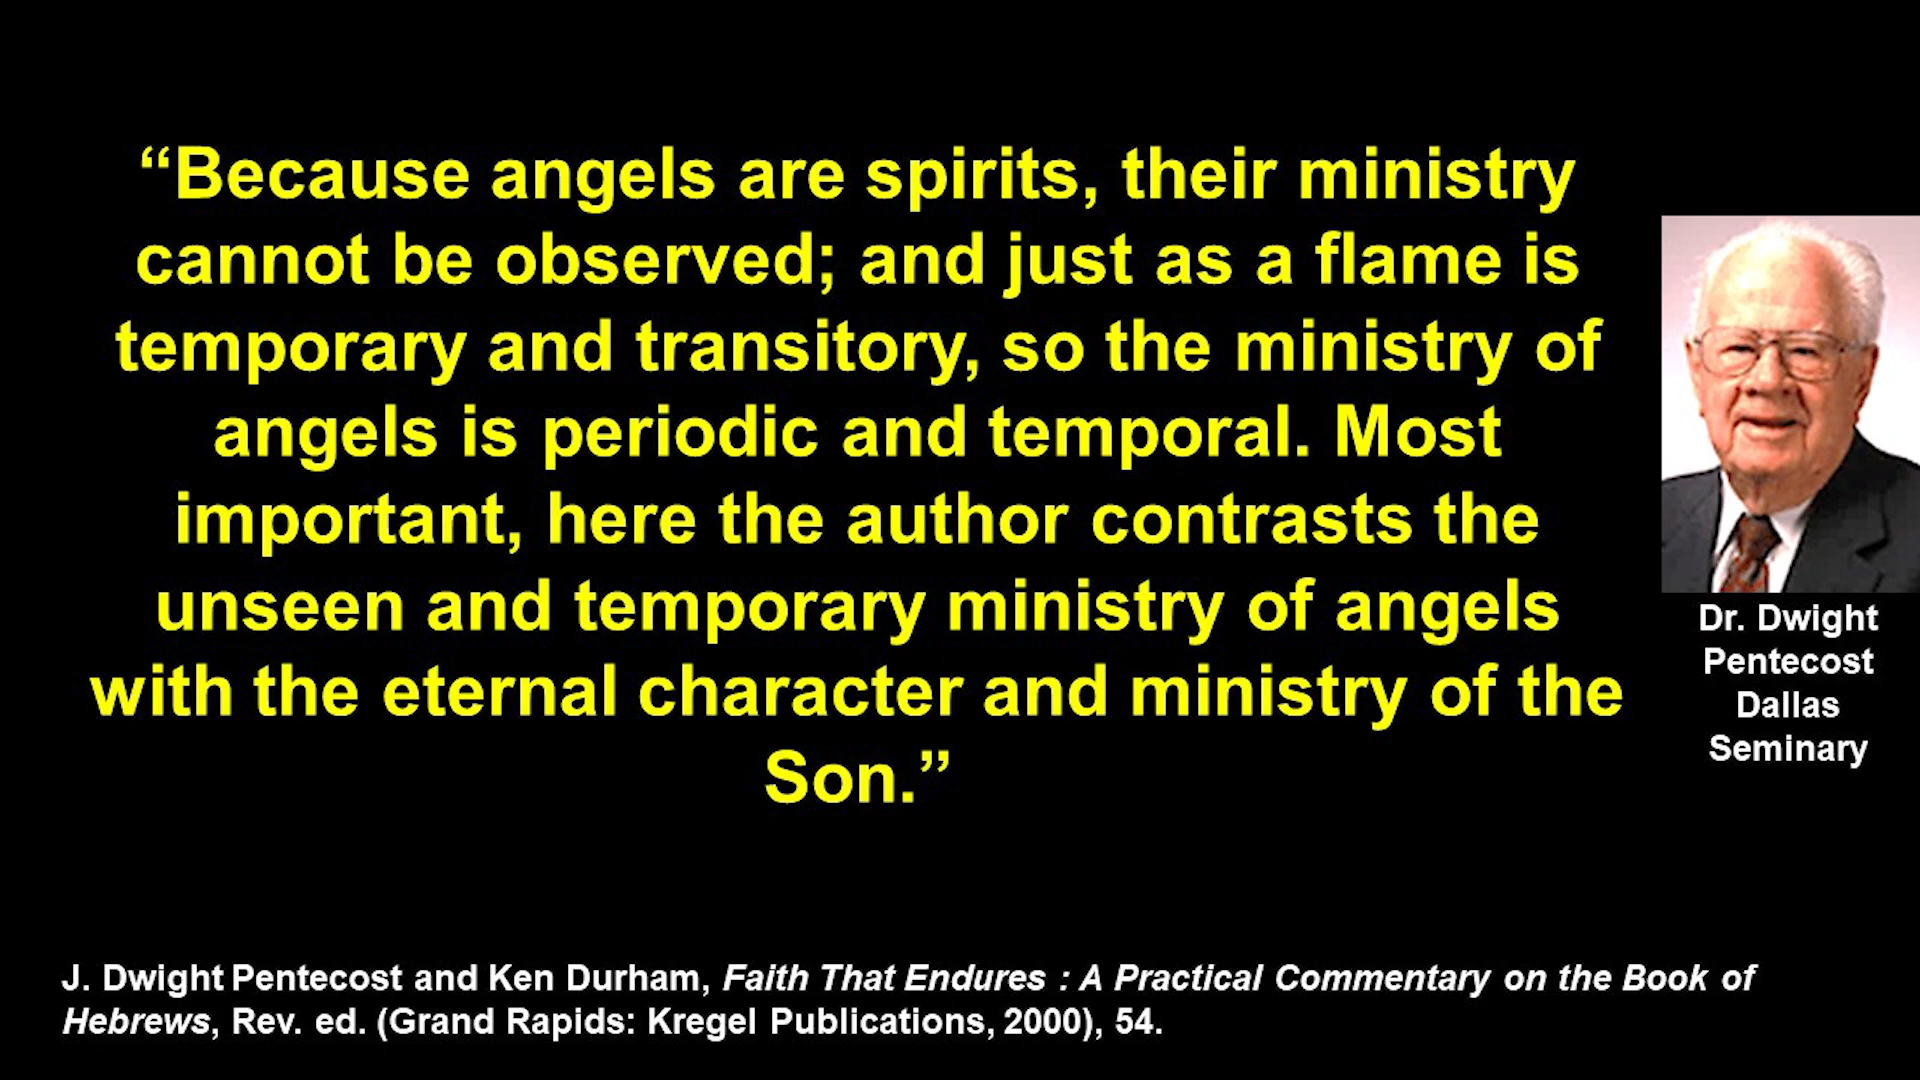 “Because angels are spirits, their ministry
cannot be observed; and just as a flame is
temporary and transitory, so the ministry of
angels is periodic and temporal. Most
important, here the author contrasts the
unseen and temporary ministry of angels
with the eternal character and ministry of the
Son.”
Dr. Dwight
Pentecost
Dallas
Seminary
J. Dwight Pentecost and Ken Durham, Faith That Endures : A Practical Commentary on the Book of
Hebrews, Rev. ed. (Grand Rapids: Kregel Publications, 2000), 54.